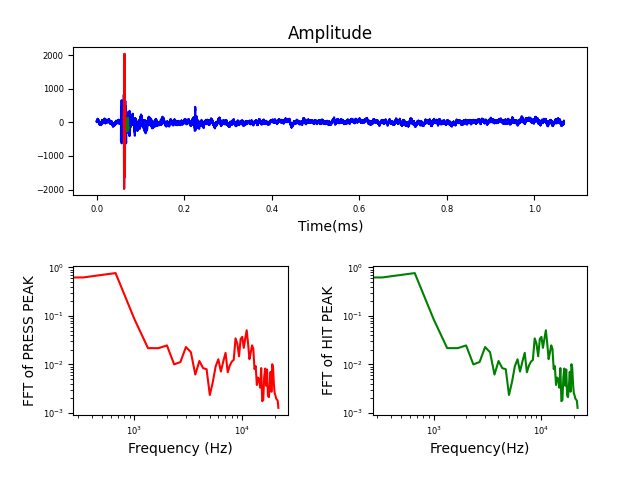 Amplitude
2000
1000
0
−1000
−2000
0.0 0.2 0.4 0.6 0.8 1.0
Time(ms)
FFT of PRESS PEAK
10⁰
10⁻¹
10⁻²
10⁻³
10³ 10⁴
Frequency (Hz)
FFT of HIT PEAK
10⁰
10⁻¹
10⁻²
10⁻³
10³ 10⁴
Frequency(Hz)